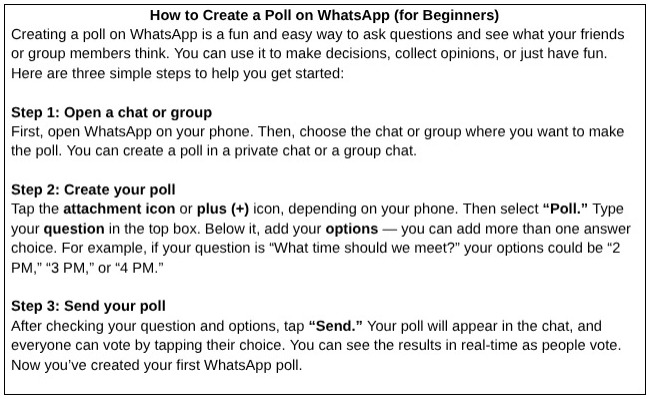 How to Create a Poll on WhatsApp (for Beginners)
Creating a poll on WhatsApp is a fun and easy way to ask questions and see what your friends
or group members think. You can use it to make decisions, collect opinions, or just have fun.
Here are three simple steps to help you get started:
Step 1: Open a chat or group
First, open WhatsApp on your phone. Then, choose the chat or group where you want to make
the poll. You can create a poll in a private chat or a group chat.
Step 2: Create your poll
Tap the attachment icon or plus (+) icon, depending on your phone. Then select “Poll.” Type
your question in the top box. Below it, add your options — you can add more than one answer
choice. For example, if your question is “What time should we meet?” your options could be “2
PM,” “3 PM,” or “4 PM.”
Step 3: Send your poll
After checking your question and options, tap “Send.” Your poll will appear in the chat, and
everyone can vote by tapping their choice. You can see the results in real-time as people vote.
Now you’ve created your first WhatsApp poll.